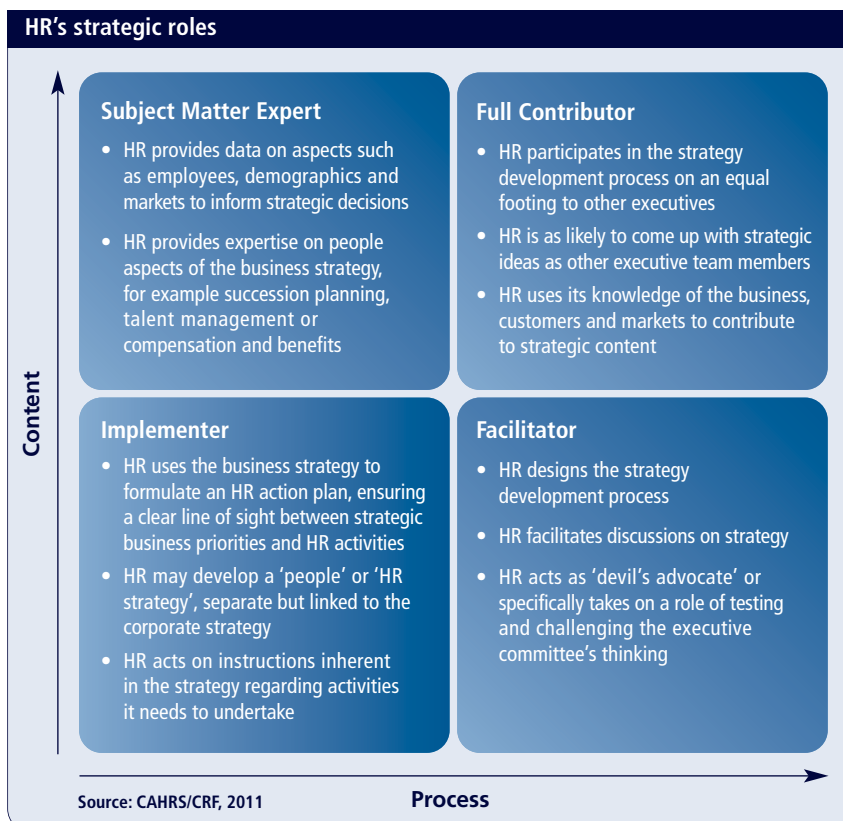 HR's strategic roles
Content
Subject Matter Expert
• HR provides data on aspects such
as employees, demographics and
markets to inform strategic decisions
• HR provides expertise on people
aspects of the business strategy,
for example succession planning,
talent management or
compensation and benefits
Full Contributor
• HR participates in the strategy
development process on an equal
footing to other executives
• HR is as likely to come up with strategic
ideas as other executive team members
• HR uses its knowledge of the business,
customers and markets to contribute
to strategic content
Implementer
• HR uses the business strategy to
formulate an HR action plan, ensuring
a clear line of sight between strategic
business priorities and HR activities
• HR may develop a 'people' or 'HR
strategy', separate but linked to the
corporate strategy
• HR acts on instructions inherent
in the strategy regarding activities
it needs to undertake
Facilitator
• HR designs the strategy
development process
• HR facilitates discussions on strategy
• HR acts as 'devil's advocate' or
specifically takes on a role of testing
and challenging the executive
committee's thinking
Source: CAHRS/CRF, 2011
Process